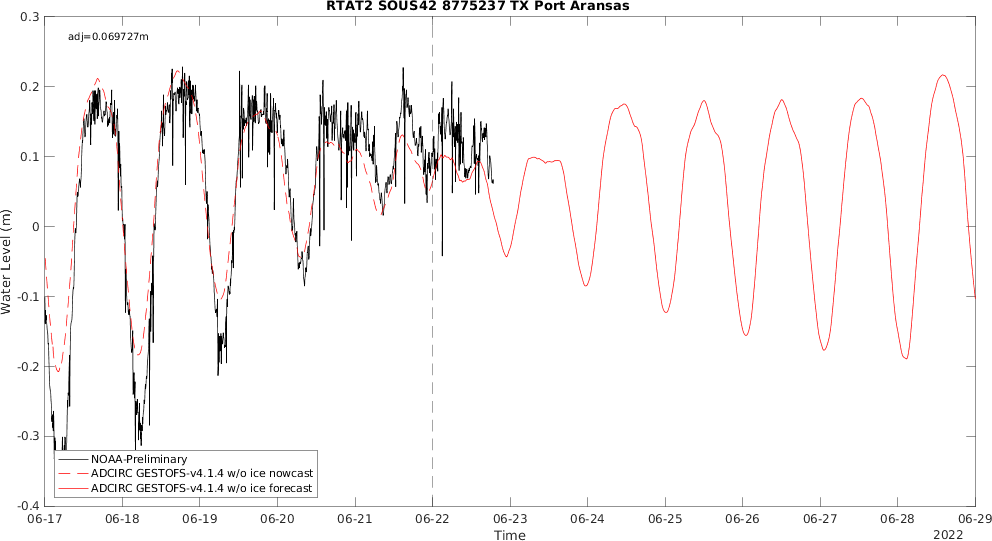 RTAT2 SOUS42 8775237 TX Port Aransas
adj=0.069727m
0.3
0.2
0.1
0
-0.1
-0.2
-0.3
-0.4
Water Level (m)
NOAA-Preliminary
ADCIRC GESTOFS-v4.1.4 w/o ice nowcast
ADCIRC GESTOFS-v4.1.4 w/o ice forecast
06-17 06-18 06-19 06-20 06-21 06-22 06-23 06-24 06-25 06-26 06-27 06-28 06-29
Time
2022